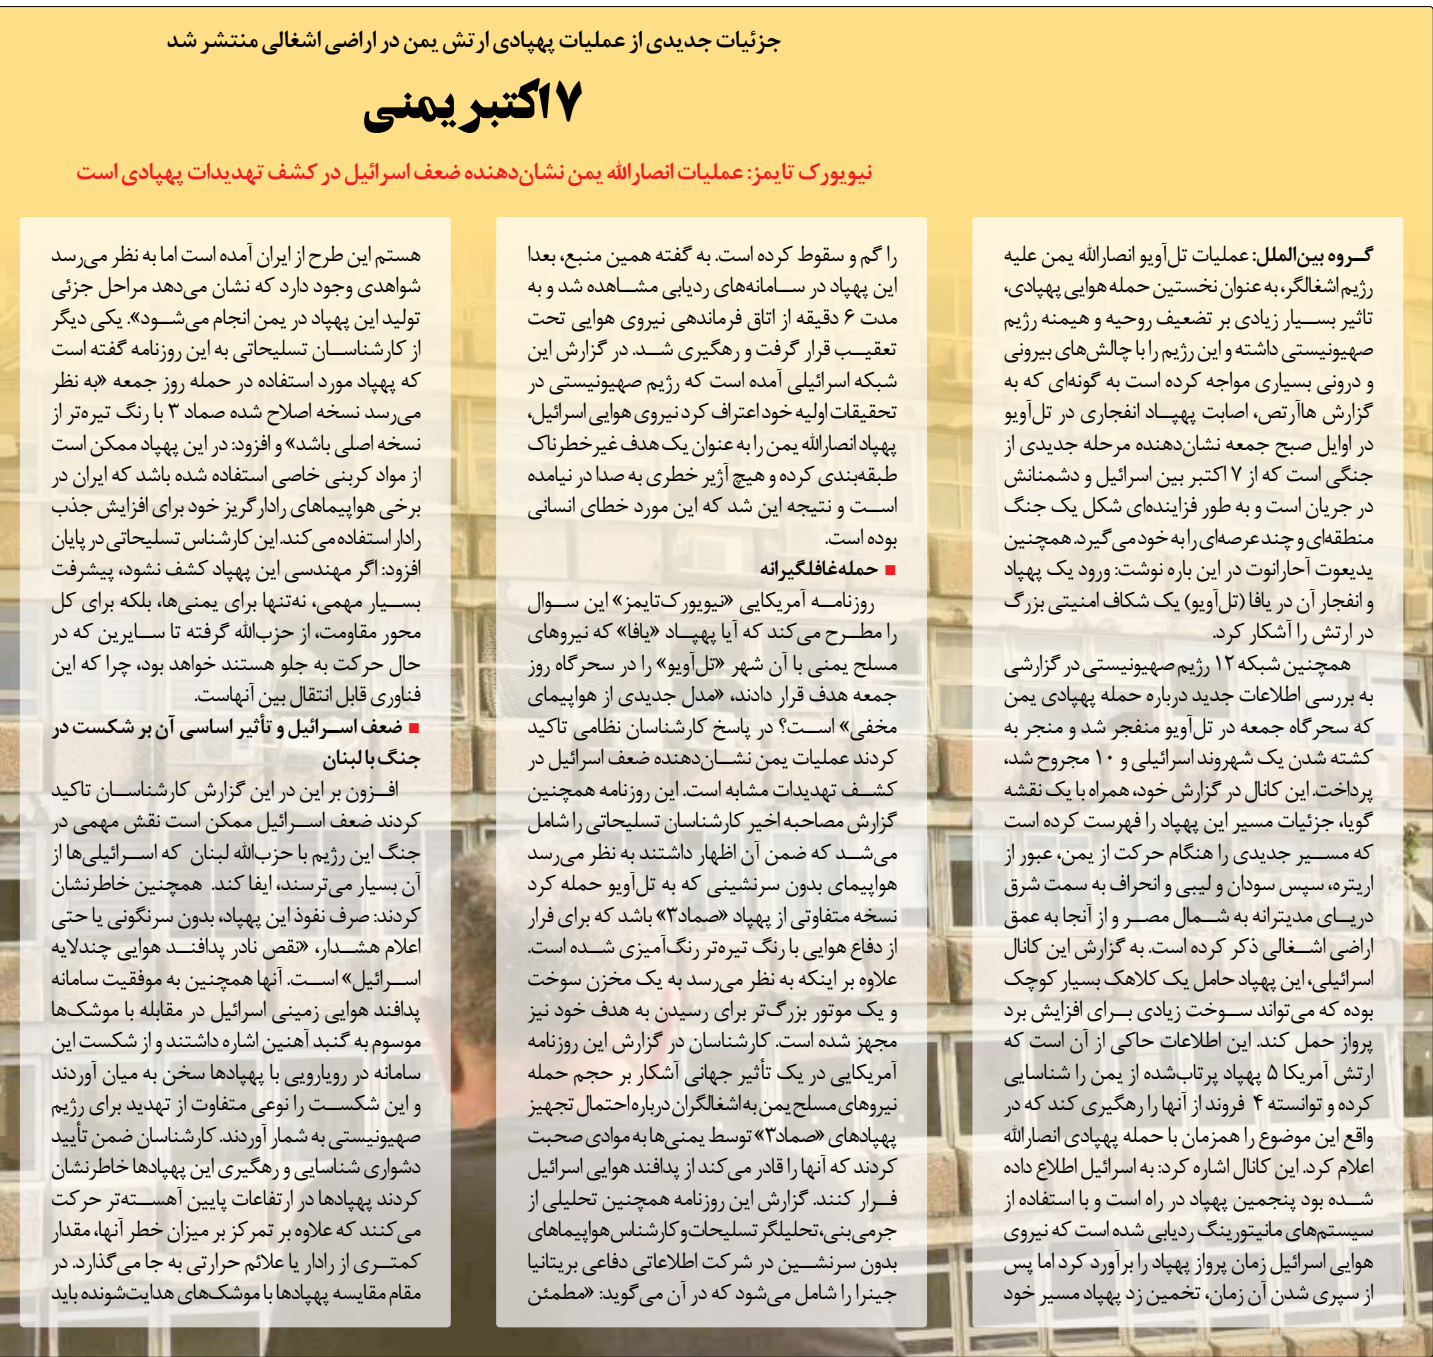 جزئیات جدیدی از عملیات پهپادی ارتش یمن در اراضی اشغالی منتشر شد
۷ اکتبر یمنی
نیویورک تایمز: عملیات انصارالله یمن نشان‌دهنده ضعف اسرائیل در کشف تهدیدات پهپادی است
گـروه بین‌الملل: عملیات تل‌آویو انصارالله یمن علیه
رژیم اشغالگر، به عنوان نخستین حمله هوایی پهپادی،
تاثیر بسـیار زیادی بر تضعیف روحیه و هیمنه رژیم
صهیونیستی داشته و این رژیم را با چالش‌های بیرونی
و درونی بسیاری مواجه کرده است به گونه‌ای که به
گزارش هاآرتص، اصابت پهپـاد انفجاری در تل‌آویو
در اوایل صبح جمعه نشان‌دهنده مرحله جدیدی از
جنگی است که از ۷ اکتبر بین اسرائیل و دشمنانش
در جریان است و به طور فزاینده‌ای شکل یک جنگ
منطقه‌ای و چند عرصه‌ای را به خود می‌گیرد. همچنین
یدیعوت آحارانوت در این باره نوشت: ورود یک پهپاد
و انفجار آن در یافا (تل‌آویو) یک شکاف امنیتی بزرگ
در ارتش را آشکار کرد.
همچنین شبکه ۱۲ رژیم صهیونیستی در گزارشی
به بررسی اطلاعات جدید درباره حمله پهپادی یمن
که سحرگاه جمعه در تل‌آویو منفجر شد و منجر به
کشته شدن یک شهروند اسرائیلی و ۱۰ مجروح شد،
پرداخت. این کانال در گزارش خود، همراه با یک نقشه
گویا، جزئیات مسیر این پهپاد را فهرست کرده است
که مسـیر جدیدی را هنگام حرکت از یمن، عبور از
اریتره، سپس سودان و لیبی و انحراف به سمت شرق
دریـای مدیترانه به شـمال مصـر و از آنجا به عمق
اراضی اشـغالی ذکر کرده است. به گزارش این کانال
اسرائیلی، این پهپاد حامل یک کلاهک بسیار کوچک
بوده که می‌تواند سـوخت زیادی بـرای افزایش برد
پرواز حمل کند. این اطلاعات حاکی از آن است که
ارتش آمریکا ۵ پهپاد پرتاب‌شده از یمن را شناسایی
کرده و توانسته ۴ فروند از آنها را رهگیری کند که در
واقع این موضوع را همزمان با حمله پهپادی انصارالله
اعلام کرد. این کانال اشاره کرد: به اسرائیل اطلاع داده
شـده بود پنجمین پهپاد در راه است و با استفاده از
سیستم‌های مانیتورینگ ردیابی شده است که نیروی
هوایی اسرائیل زمان پرواز پهپاد را برآورد کرد اما پس
از سپری شدن آن زمان، تخمین زد پهپاد مسیر خود
را گم و سقوط کرده است. به گفته همین منبع، بعدا
این پهپاد در سـامانه‌های ردیابی مشـاهده شد و به
مدت ۶ دقیقه از اتاق فرماندهی نیروی هوایی تحت
تعقیـب قرار گرفت و رهگیری شـد. در گزارش این
شبکه اسرائیلی آمده است که رژیم صهیونیستی در
تحقیقات اولیه خود اعتراف کرد نیروی هوایی اسرائیل،
پهپاد انصارالله یمن را به عنوان یک هدف غیرخطرناک
طبقه‌بندی کرده و هیچ آژیر خطری به صدا در نیامده
اسـت و نتیجه این شد که این مورد خطای انسانی
بوده است.
■ حمله غافلگیرانه
روزنامـه آمریکایی «نیویورک‌تایمز» این سـوال
را مطـرح می‌کند که آیا پهپـاد «یافا» که نیروهای
مسلح یمنی با آن شهر «تل‌آویو» را در سحرگاه روز
جمعه هدف قرار دادند، «مدل جدیدی از هواپیمای
مخفی» اسـت؟ در پاسخ کارشناسان نظامی تاکید
کردند عملیات یمن نشـان‌دهنده ضعف اسرائیل در
کشـف تهدیدات مشابه است. این روزنامه همچنین
گزارش مصاحبه اخیر کارشناسان تسلیحاتی را شامل
می‌شـد که ضمن آن اظهار داشتند به نظر می‌رسد
هواپیمای بدون سرنشینی که به تل‌آویو حمله کرد
نسخه متفاوتی از پهپاد «صماد۳» باشد که برای فرار
از دفاع هوایی با رنگ تیره‌تر رنگ‌آمیزی شـده است.
علاوه بر اینکه به نظر می‌رسد به یک مخزن سوخت
و یک موتور بزرگ‌تر برای رسیدن به هدف خود نیز
مجهز شده است. کارشناسان در گزارش این روزنامه
آمریکایی در یک تأثیر جهانی آشکار بر حجم حمله
نیروهای مسلح یمن به اشغالگران درباره احتمال تجهیز
پهپادهای «صماد۳» توسط یمنی‌ها به موادی صحبت
کردند که آنها را قادر می‌کند از پدافند هوایی اسرائیل
فـرار کنند. گزارش این روزنامه همچنین تحلیلی از
جرمی‌بنی، تحلیلگر تسلیحات و کارشناس هواپیماهای
بدون سرنشـین در شرکت اطلاعاتی دفاعی بریتانیا
جینرا را شامل می‌شود که در آن می‌گوید: «مطمئن
هستم این طرح از ایران آمده است اما به نظر می‌رسد
شواهدی وجود دارد که نشان می‌دهد مراحل جزئی
تولید این پهپاد در یمن انجام می‌شـود». یکی دیگر
از کارشناسـان تسلیحاتی به این روزنامه گفته است
که پهپاد مورد استفاده در حمله روز جمعه «به نظر
می‌رسد نسخه اصلاح شده صماد ۳ با رنگ تیره‌تر از
نسخه اصلی باشد» و افزود: در این پهپاد ممکن است
از مواد کربنی خاصی استفاده شده باشد که ایران در
برخی هواپیماهای رادارگریز خود برای افزایش جذب
رادار استفاده می‌کند. این کارشناس تسلیحاتی در پایان
افزود: اگر مهندسی این پهپاد کشف نشود، پیشرفت
بسـیار مهمی، نه‌تنها برای یمنی‌ها، بلکه برای کل
محور مقاومت، از حزب‌الله گرفته تا سـایرین که در
حال حرکت به جلو هستند خواهد بود، چرا که این
فناوری قابل انتقال بین آنهاست.
■ ضعف اسـرائیل و تأثیر اساسی آن بر شکست در
جنگ با لبنان
افـزون بر این در این گزارش کارشناسـان تاکید
کردند ضعف اسـرائیل ممکن است نقش مهمی در
جنگ این رژیم با حزب‌الله لبنان که اسـرائیلی‌ها از
آن بسیار می‌ترسند، ایفا کند. همچنین خاطرنشان
کردند: صرف نفوذ این پهپاد، بدون سرنگونی یا حتی
اعلام هشـدار، «نقص نادر پدافنـد هوایی چندلایه
اسـرائیل» اسـت. آنها همچنین به موفقیت سامانه
پدافند هوایی زمینی اسرائیل در مقابله با موشک‌ها
موسوم به گنبد آهنین اشاره داشتند و از شکست این
سامانه در رویارویی با پهپادها سخن به میان آوردند
و این شکسـت را نوعی متفاوت از تهدید برای رژیم
صهیونیستی به شمار آوردند. کارشناسان ضمن تأیید
دشواری شناسایی و رهگیری این پهپادها خاطرنشان
کردند پهپادها در ارتفاعات پایین آهسـته‌تر حرکت
می‌کنند که علاوه بر تمرکز بر میزان خطر آنها، مقدار
کمتـری از رادار یا علائم حرارتی به جا می‌گذارد. در
مقام مقایسه پهپادها با موشک‌های هدایت‌شونده باید